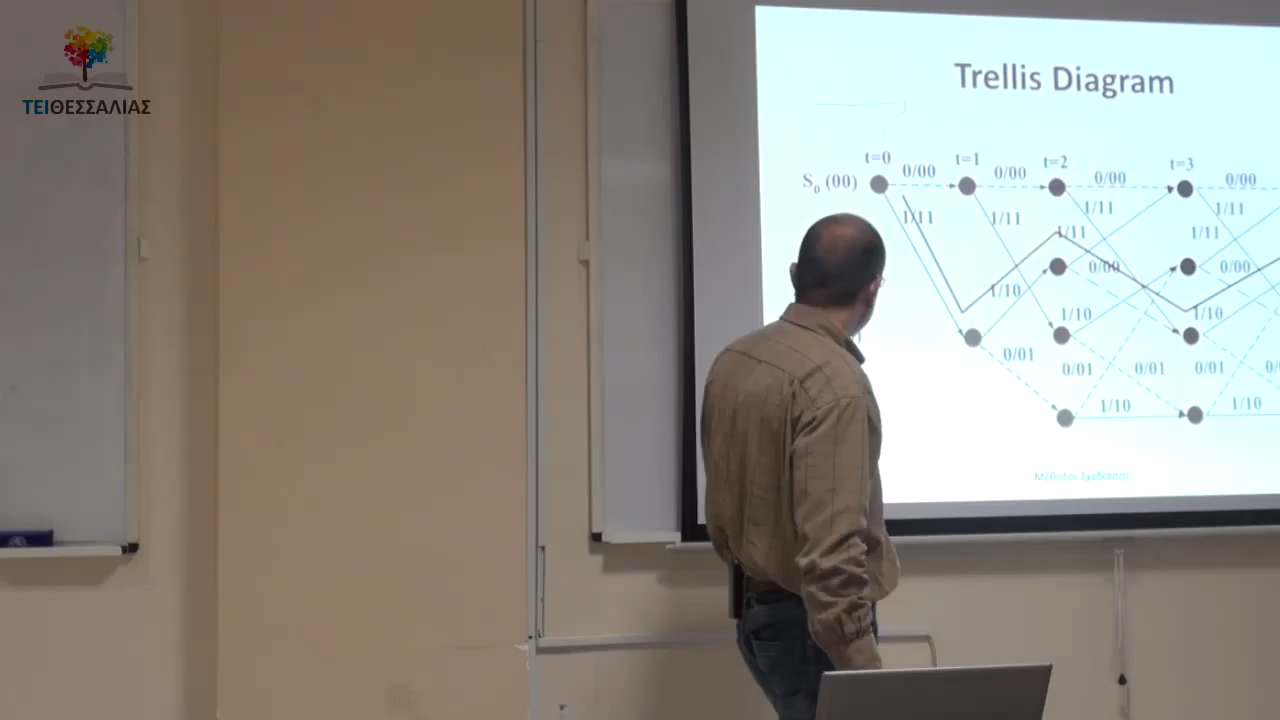 ΤΕΙΘΕΣΣΑΛΙΑΣ
Trellis Diagram
t=0 t=1 t=2 t=3
S0 (00) 0/00 0/00 0/00 0/00
1/11 1/11 1/11 1/11
1/11 1/11
0/00 0/00
1/10 1/10 1/10
0/01 0/01 0/01 0/01
1/10 1/10
Μέθοδοι Σχεδίασης